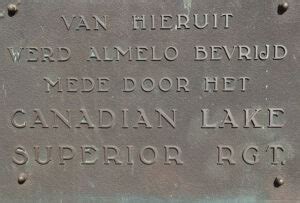 VAN HIERUIT
WERD ALMELO BEVRIJD
MEDE DOOR HET
CANADIAN LAKE
SUPERIOR RGT.